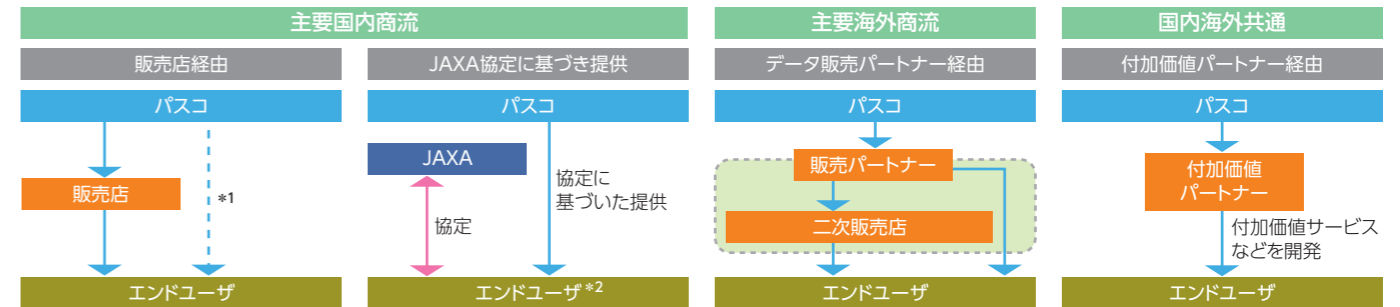 主要国内商流
販売店経由
パスコ
販売店
*1
エンドユーザ
JAXA協定に基づき提供
パスコ
JAXA
協定
協定に
基づいた提供
エンドユーザ*2
主要海外商流
データ販売パートナー経由
パスコ
販売パートナー
二次販売店
エンドユーザ
国内海外共通
付加価値パートナー経由
パスコ
付加価値
パートナー
付加価値サービス
などを開発
エンドユーザ